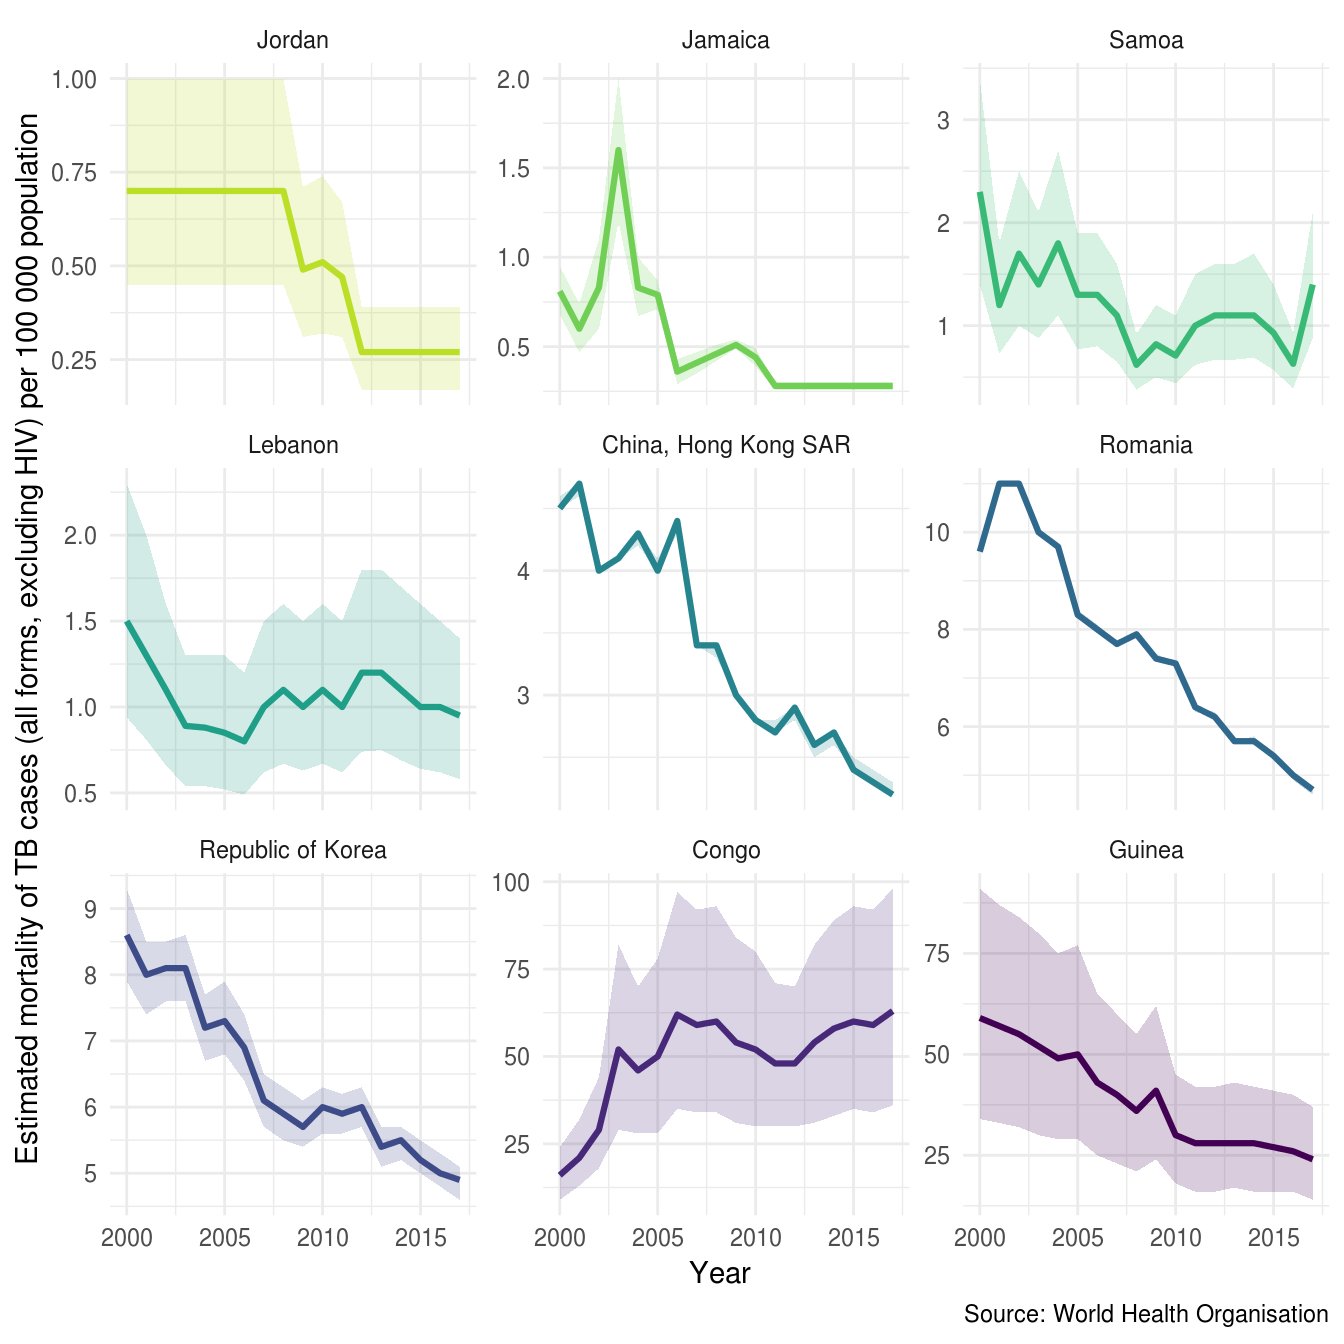 Estimated mortality of TB cases (all forms, excluding HIV) per 100 000 population
Jordan
1.00
0.75
0.50
0.25
Jamaica
2.0
1.5
1.0
0.5
Samoa
3
2
1
Lebanon
2.0
1.5
1.0
0.5
China, Hong Kong SAR
4
3
Romania
10
8
6
Republic of Korea
9
8
7
6
5
2000 2005 2010 2015
Congo
100
75
50
25
2000 2005 2010 2015
Guinea
75
50
25
2000 2005 2010 2015
Year
Source: World Health Organisation